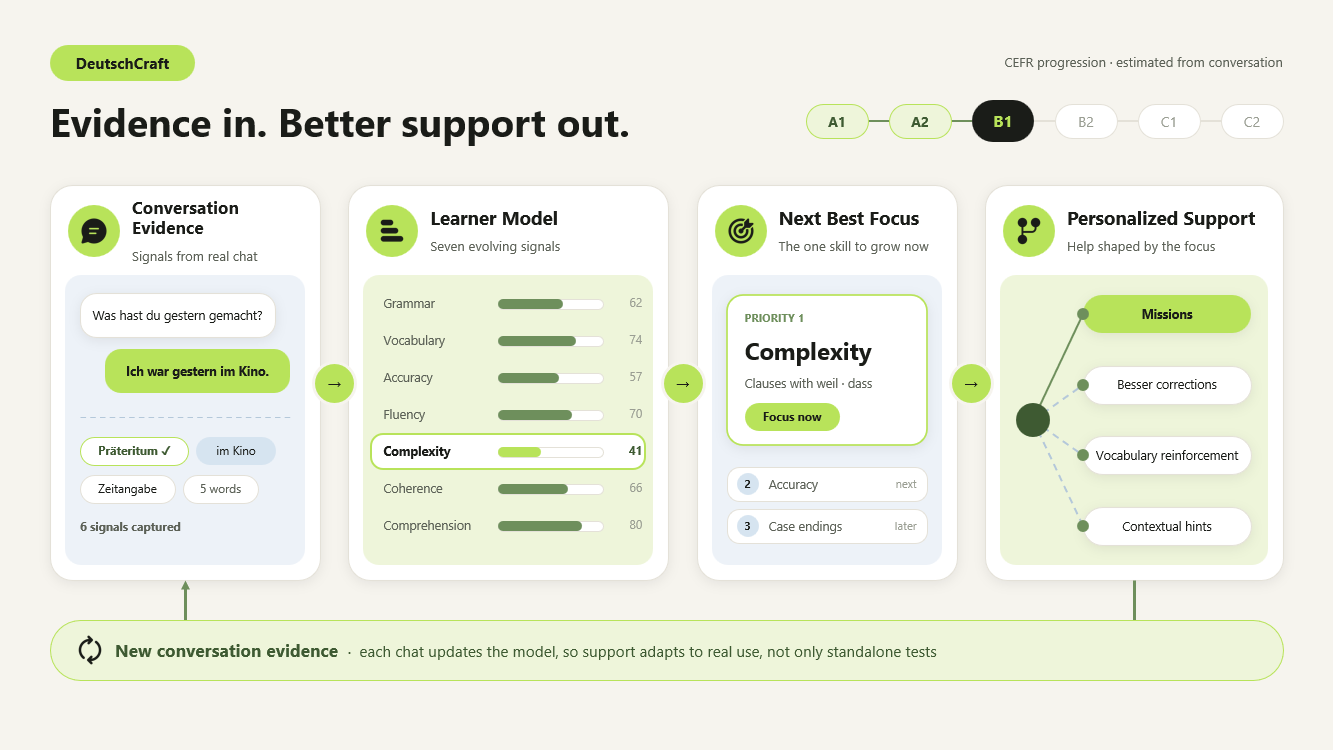 DeutschCraft
CEFR progression · estimated from conversation
Evidence in. Better support out.
A1
A2
B1
B2
C1
C2
Conversation
Evidence
Signals from real chat
Was hast du gestern gemacht?
Ich war gestern im Kino.
Präteritum ✓
im Kino
Zeitangabe
5 words
6 signals captured
→
Learner Model
Seven evolving signals
Grammar 62
Vocabulary 74
Accuracy 57
Fluency 70
Complexity 41
Coherence 66
Comprehension 80
→
Next Best Focus
The one skill to grow now
PRIORITY 1
Complexity
Clauses with weil · dass
Focus now
2 Accuracy next
3 Case endings later
→
Personalized Support
Help shaped by the focus
Missions
Besser corrections
Vocabulary reinforcement
Contextual hints
New conversation evidence · each chat updates the model, so support adapts to real use, not only standalone tests